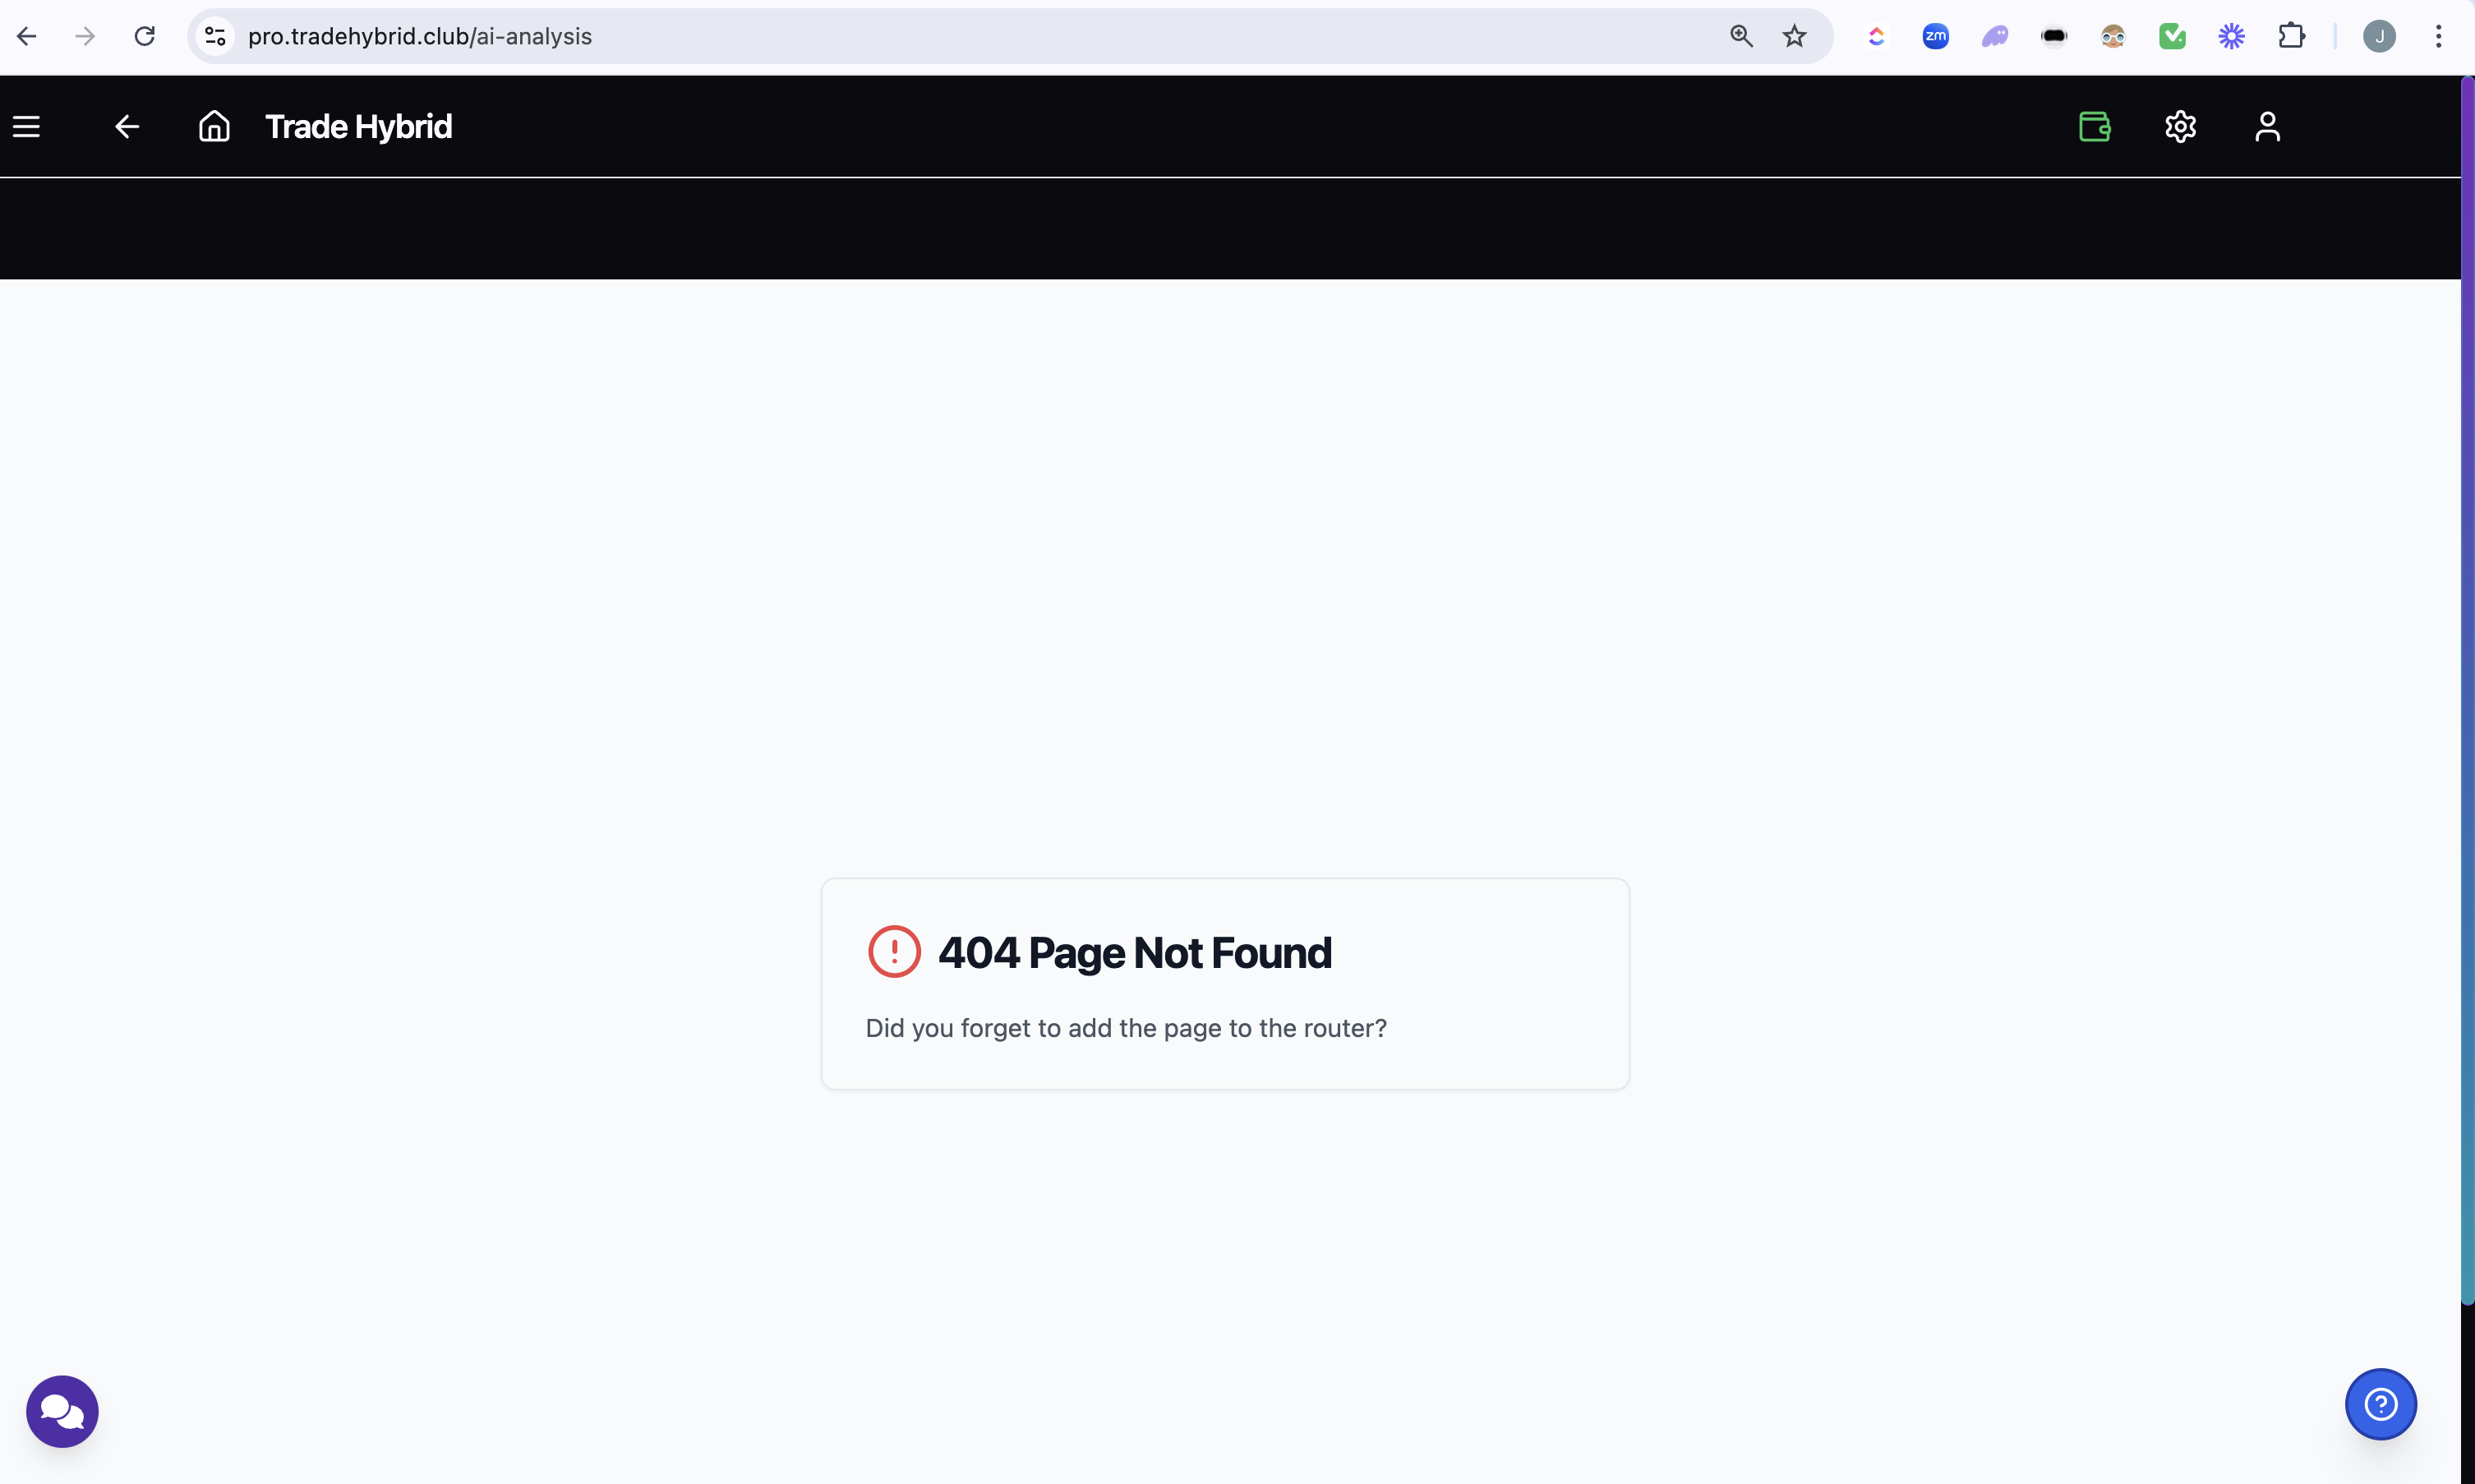 pro.tradehybrid.club/ai-analysis
zm
J
Trade Hybrid
404 Page Not Found
Did you forget to add the page to the router?